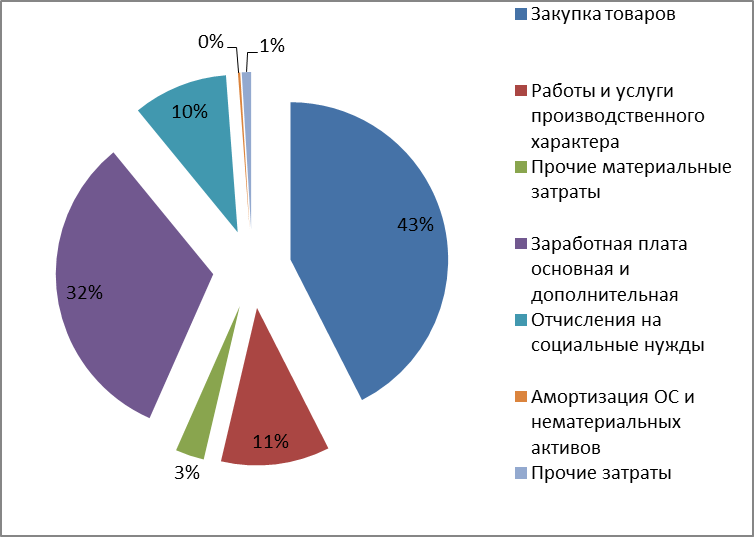 0%
1%
10%
43%
32%
11%
3%
Закупка товаров
Работы и услуги
производственного
характера
Прочие материальные
затраты
Заработная плата
основная и
дополнительная
Отчисления на
социальные нужды
Амортизация ОС и
нематериальных
активов
Прочие затраты